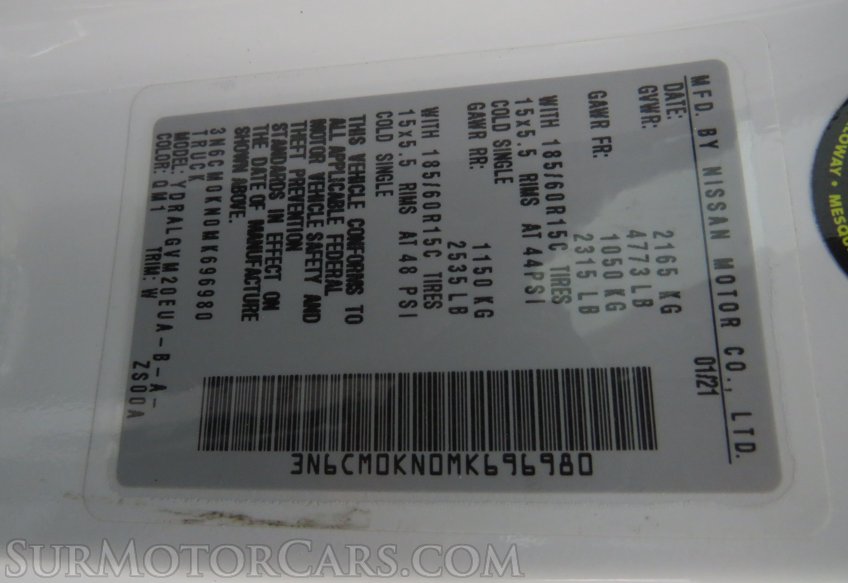 MFD. BY NISSAN MOTOR CO., LTD.
DATE: 01/21
GVWR: 2165 KG
4773 LB
GAWR FR: 1050 KG
2315 LB
WITH 185/60R15C TIRES
15x5.5 RIMS AT 44PSI
COLD SINGLE
GAWR RR: 1150 KG
2535 LB
WITH 185/60R15C TIRES
15x5.5 RIMS AT 48 PSI
COLD SINGLE
THIS VEHICLE CONFORMS TO
ALL APPLICABLE FEDERAL
MOTOR VEHICLE SAFETY AND
THEFT PREVENTION
STANDARDS IN EFFECT ON
THE DATE OF MANUFACTURE
SHOWN ABOVE.
3N6CM0KN0MK696980
TRUCK
MODEL: YDRALGYM20EUA-B-A-
ZS00A
COLOR: QM1 TRIM: W
3N6CM0KN0MK696980
SURMOTORCARS.COM